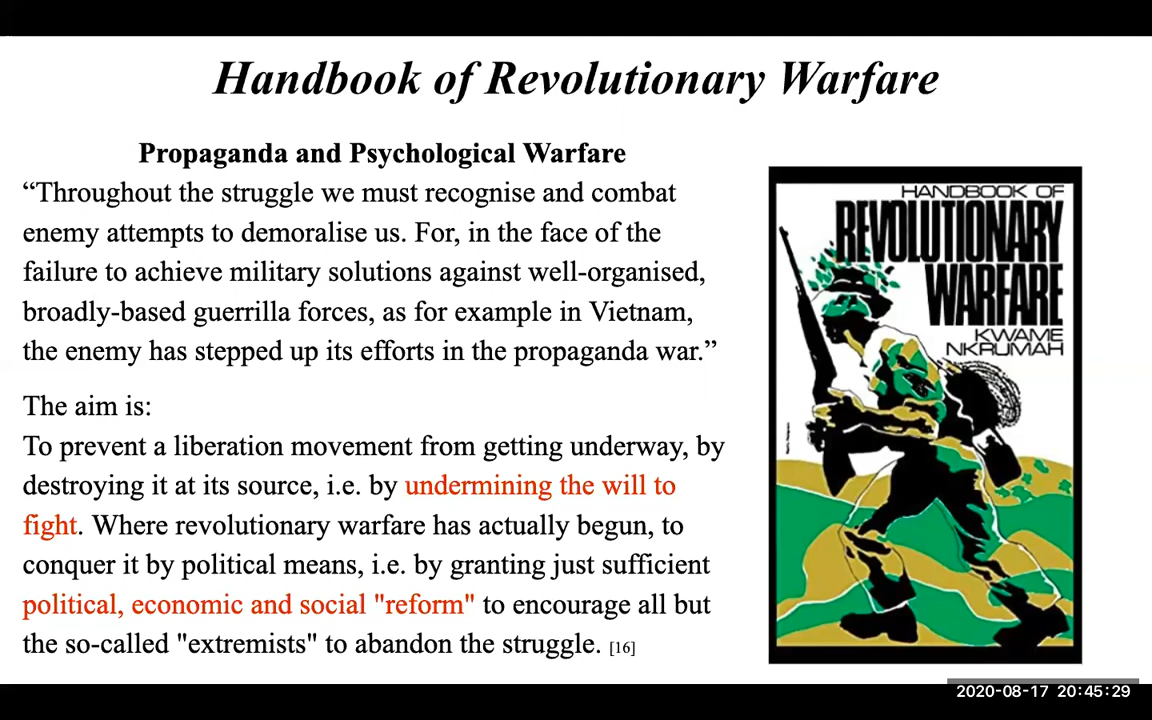 Handbook of Revolutionary Warfare
Propaganda and Psychological Warfare
“Throughout the struggle we must recognise and combat
enemy attempts to demoralise us. For, in the face of the
failure to achieve military solutions against well-organised,
broadly-based guerrilla forces, as for example in Vietnam,
the enemy has stepped up its efforts in the propaganda war.”
The aim is:
To prevent a liberation movement from getting underway, by
destroying it at its source, i.e. by undermining the will to
fight. Where revolutionary warfare has actually begun, to
conquer it by political means, i.e. by granting just sufficient
political, economic and social "reform" to encourage all but
the so-called "extremists" to abandon the struggle. [16]
HANDBOOK OF
REVOLUTIONARY
WARFARE
KWAME
NKRUMAH
2020-08-17 20:45:29